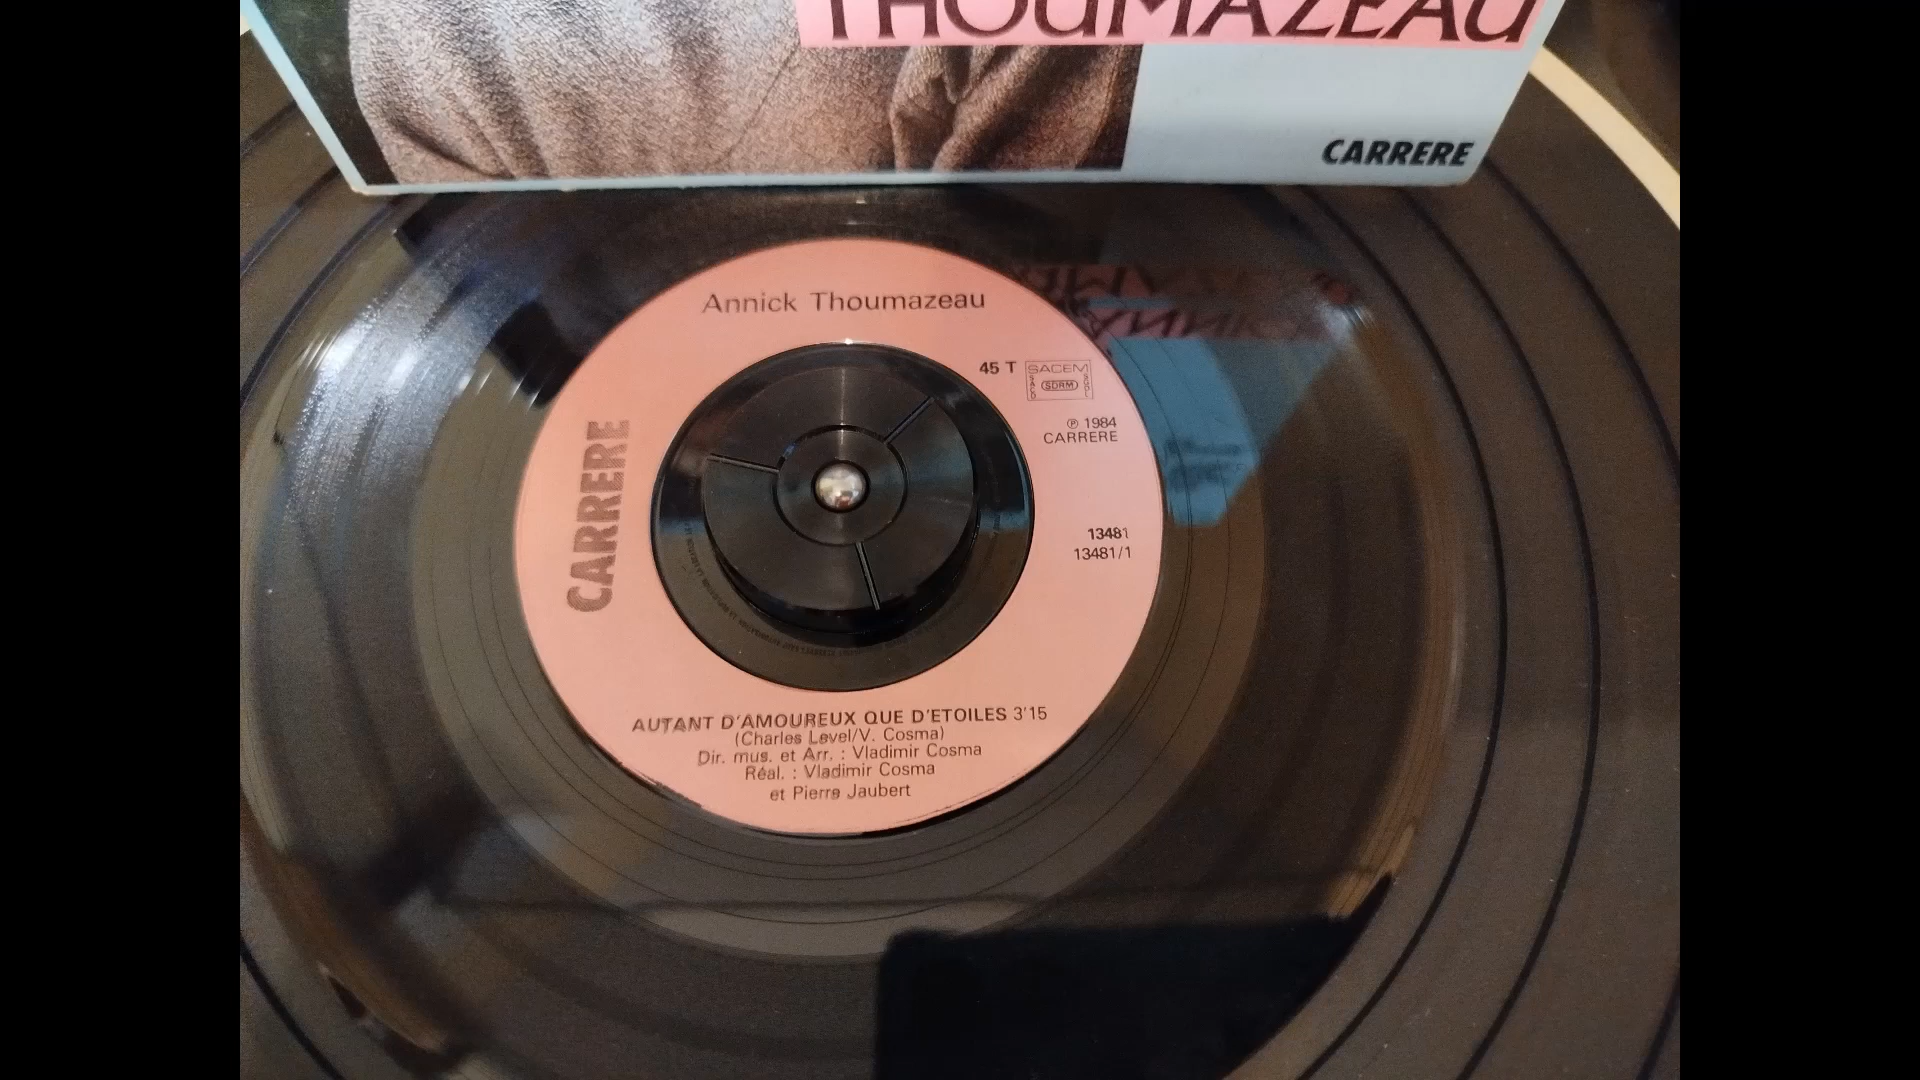 THOUMAZEAU
CARRERE
Annick Thoumazeau
45 T
SACEM
SDRM
℗ 1984
CARRERE
CARRERE
13481
13481/1
AUTANT D'AMOUREUX QUE D'ETOILES 3'15
(Charles Level/V. Cosma)
Dir. mus. et Arr. : Vladimir Cosma
Réal. : Vladimir Cosma
et Pierre Jaubert